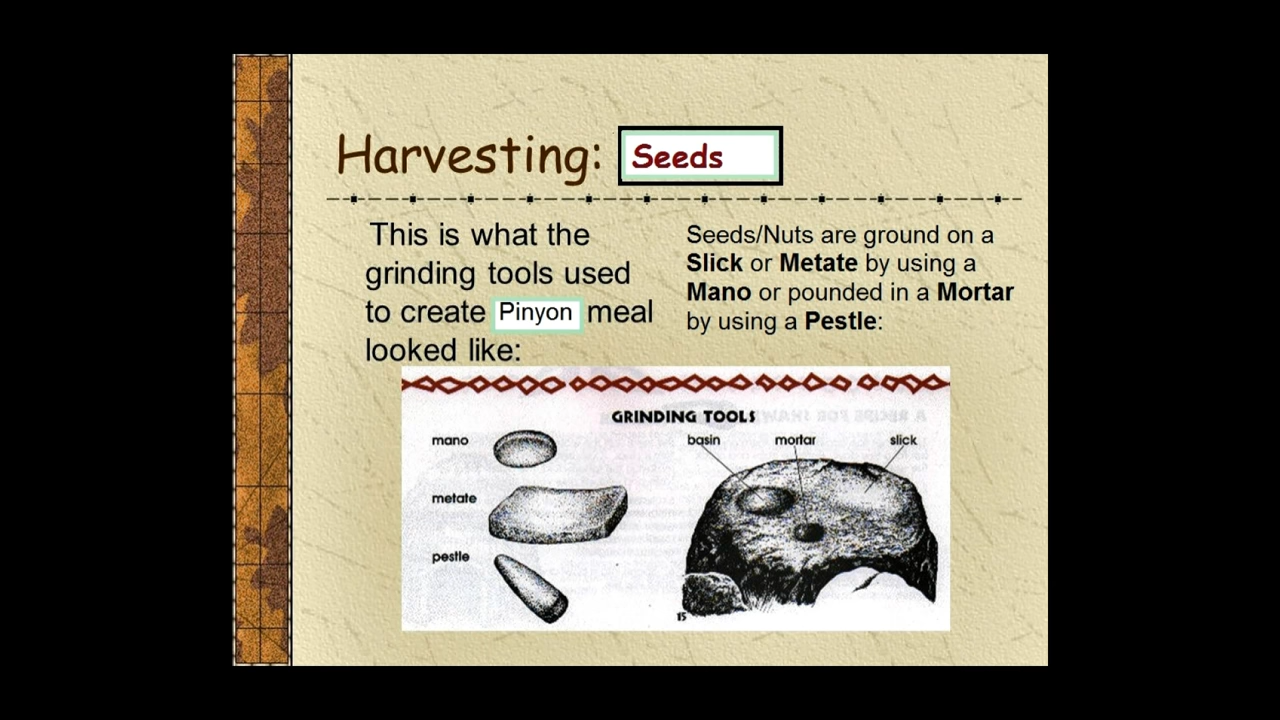 Harvesting: Seeds
This is what the
grinding tools used
to create Pinyon meal
looked like:
Seeds/Nuts are ground on a
Slick or Metate by using a
Mano or pounded in a Mortar
by using a Pestle:
GRINDING TOOLS
mano
metate
pestle
basin mortar slick
15